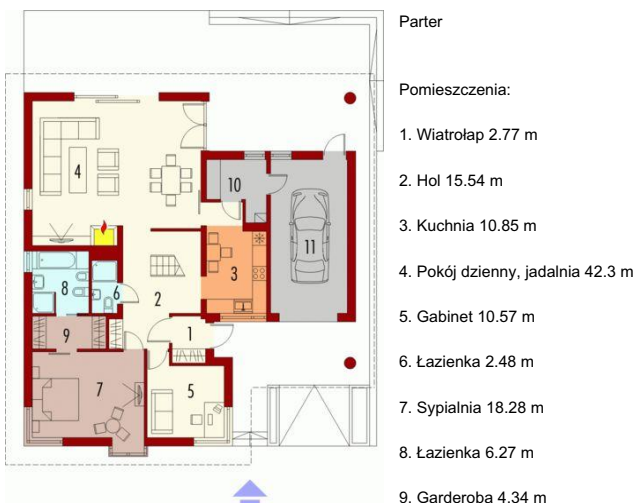 Parter
Pomieszczenia:
1. Wiatrołap 2.77 m
2. Hol 15.54 m
3. Kuchnia 10.85 m
4. Pokój dzienny, jadalnia 42.3 m
5. Gabinet 10.57 m
6. Łazienka 2.48 m
7. Sypialnia 18.28 m
8. Łazienka 6.27 m
9. Garderoba 4.34 m
4
10
11
3
8
6
2
9
1
7
5